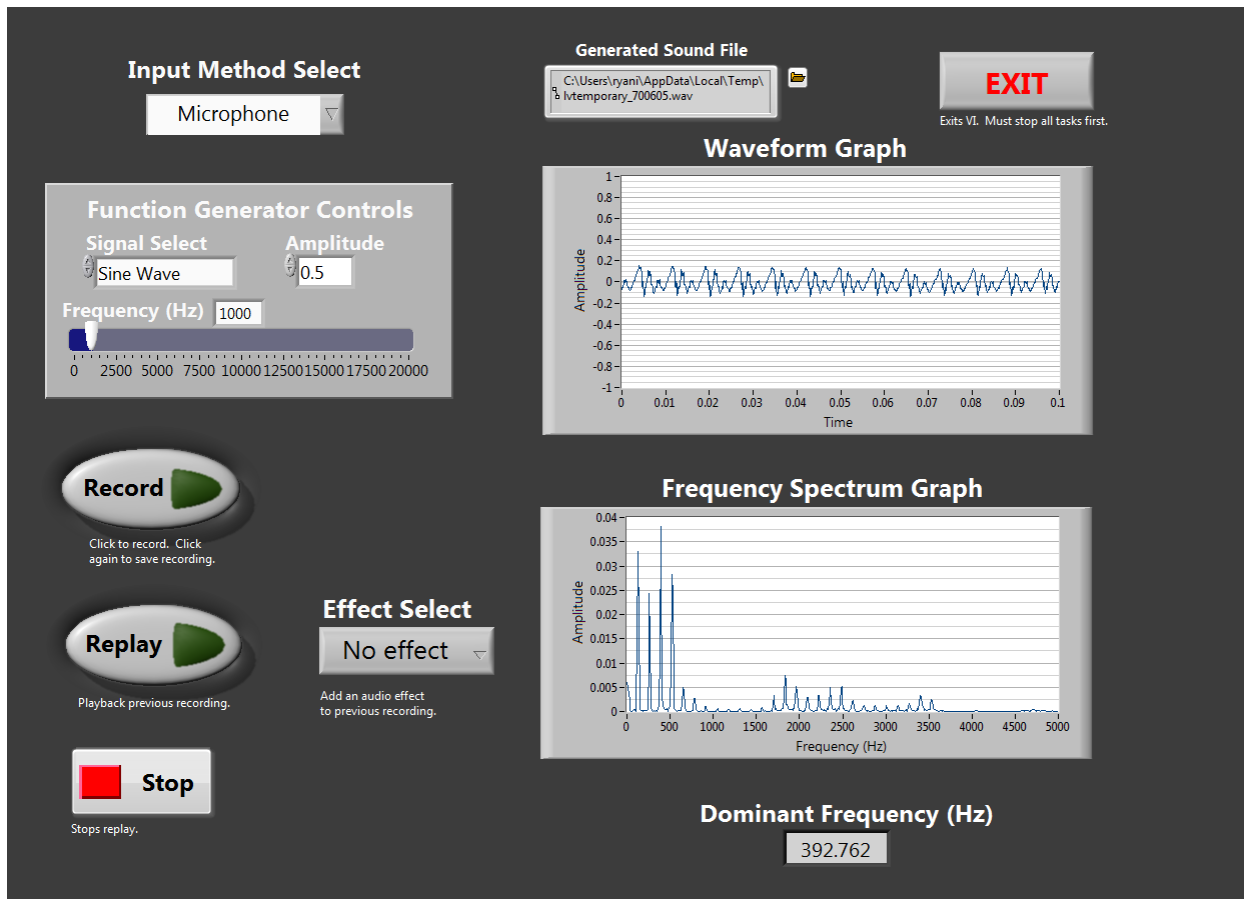 Input Method Select
Microphone
Generated Sound File
C:\Users\ryani\AppData\Local\Temp\
lvtemporary_700605.wav
EXIT
Exits VI.  Must stop all tasks first.
Function Generator Controls
Signal Select
Sine Wave
Amplitude
0.5
Frequency (Hz)
1000
0 2500 5000 7500 10000 12500 15000 17500 20000
Waveform Graph
1
0.8
0.6
0.4
0.2
0
-0.2
-0.4
-0.6
-0.8
-1
Amplitude
0 0.01 0.02 0.03 0.04 0.05 0.06 0.07 0.08 0.09 0.1
Time
Record
Click to record.  Click
again to save recording.
Replay
Playback previous recording.
Stop
Stops replay.
Effect Select
No effect
Add an audio effect
to previous recording.
Frequency Spectrum Graph
0.04
0.035
0.03
0.025
0.02
0.015
0.01
0.005
0
Amplitude
0 500 1000 1500 2000 2500 3000 3500 4000 4500 5000
Frequency (Hz)
Dominant Frequency (Hz)
392.762